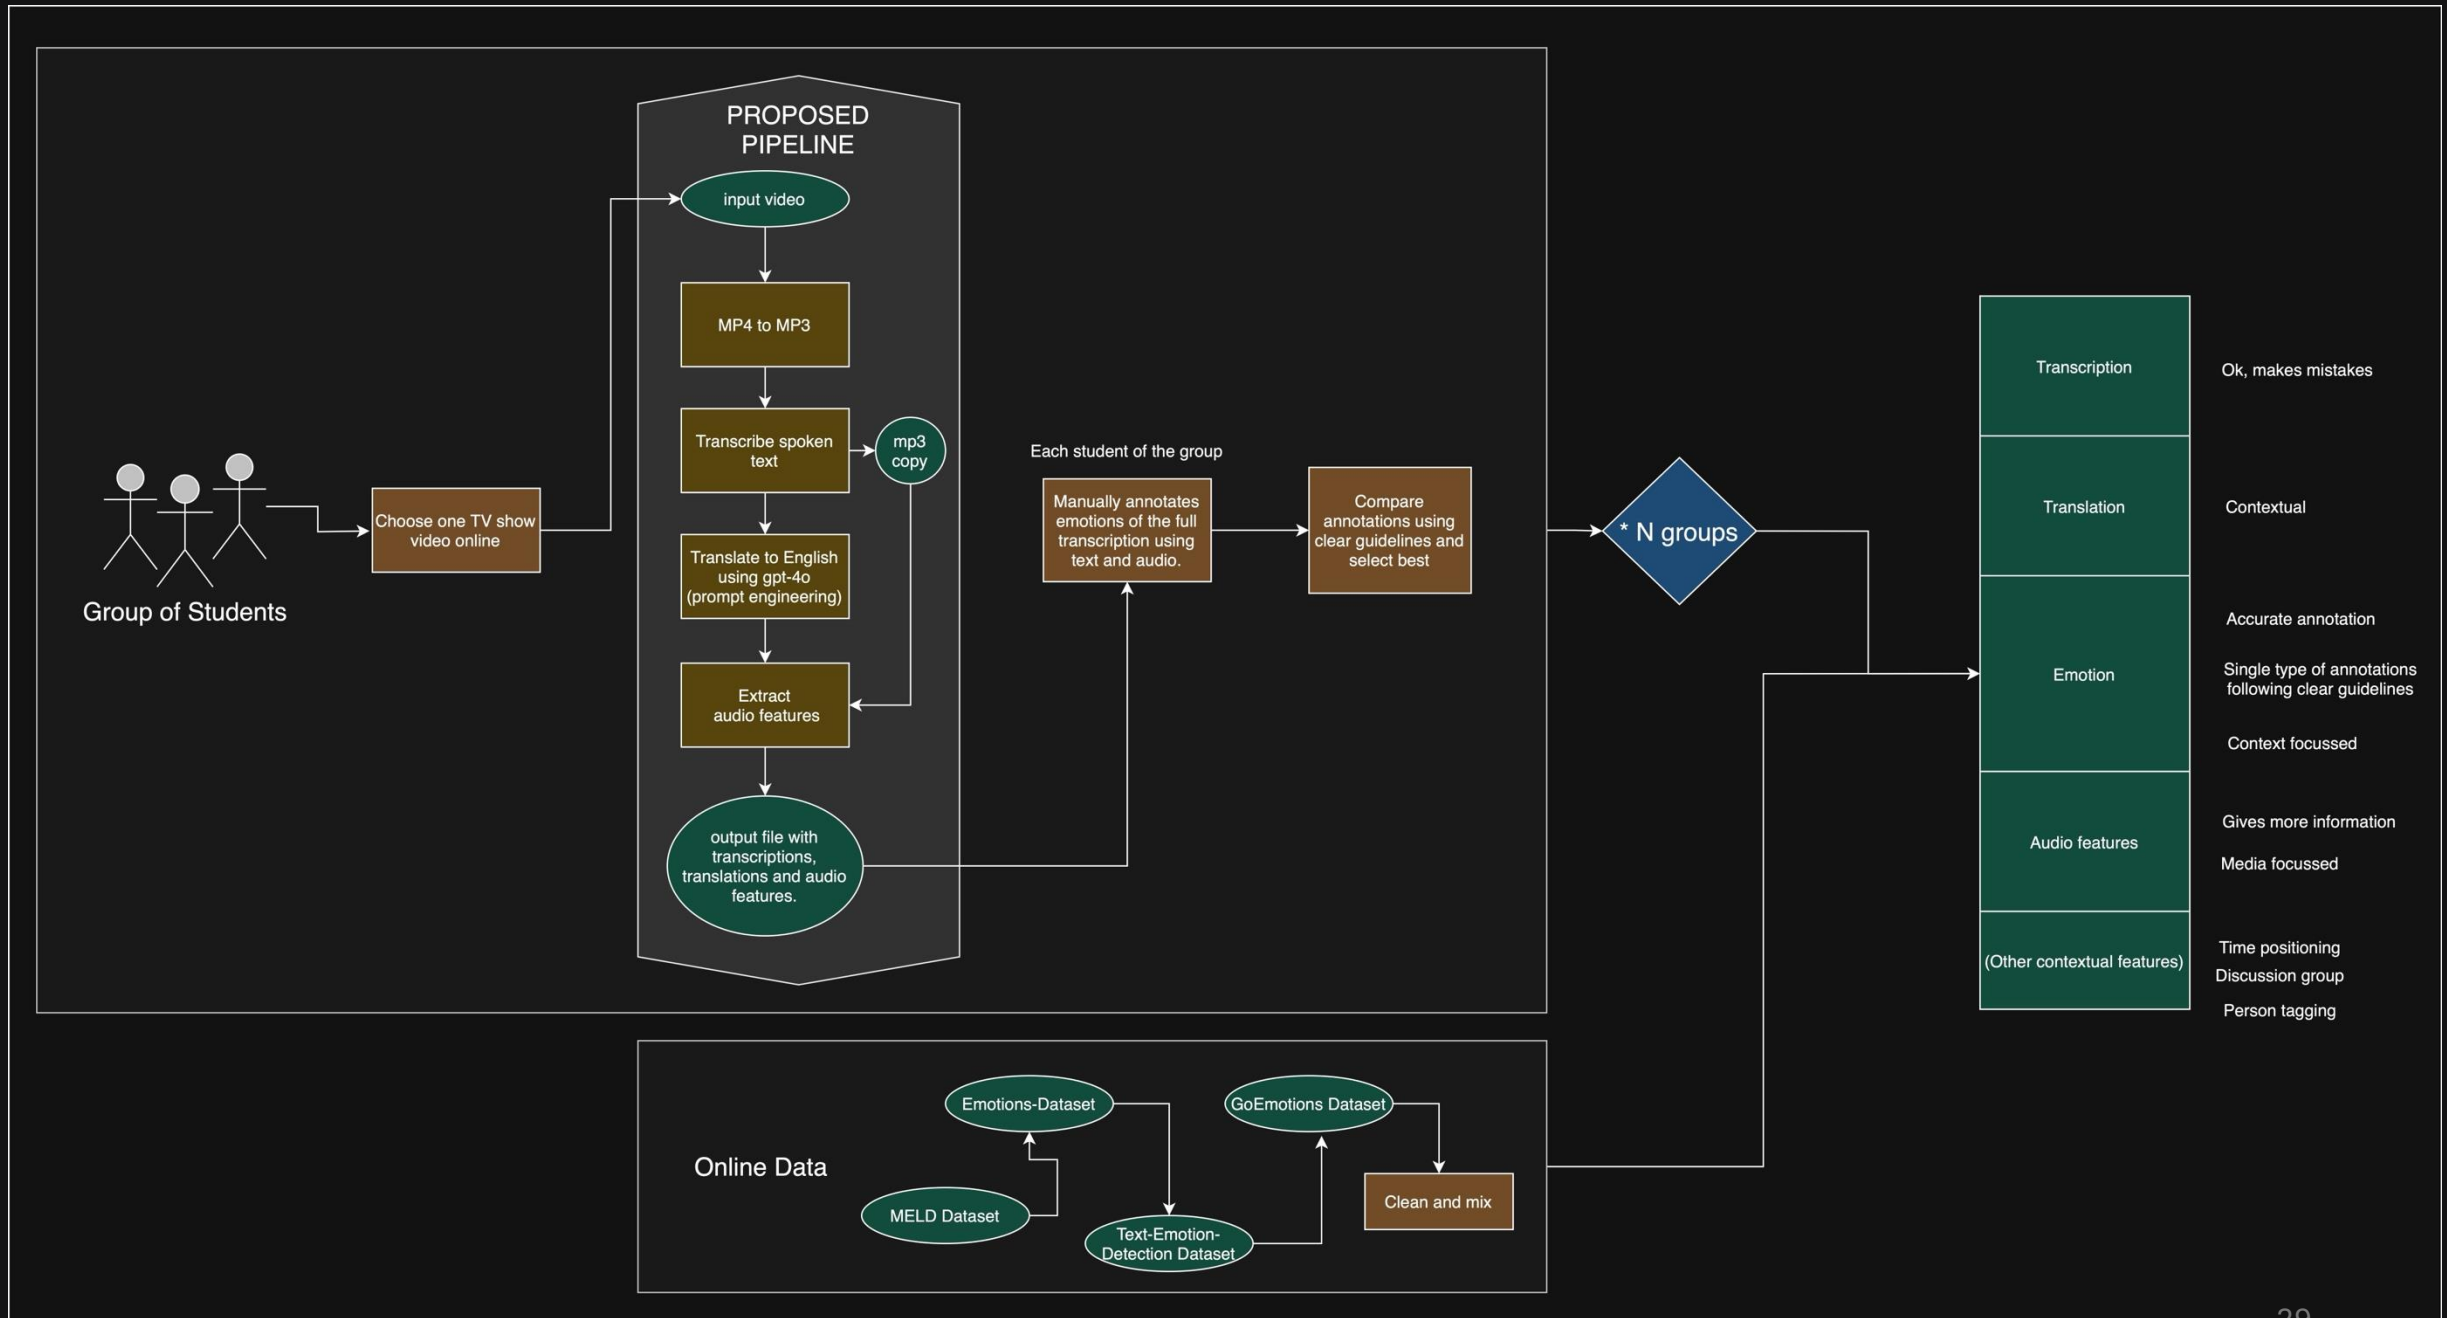 PROPOSED
PIPELINE
input video
MP4 to MP3
Transcribe spoken
text
mp3
copy
Translate to English
using gpt-4o
(prompt engineering)
Extract
audio features
output file with
transcriptions,
translations and audio
features.
Group of Students
Choose one TV show
video online
Each student of the group
Manually annotates
emotions of the full
transcription using
text and audio.
Compare
annotations using
clear guidelines and
select best
* N groups
Transcription
Ok, makes mistakes
Translation
Contextual
Emotion
Accurate annotation
Single type of annotations
following clear guidelines
Context focussed
Audio features
Gives more information
Media focussed
(Other contextual features)
Time positioning
Discussion group
Person tagging
Online Data
MELD Dataset
Emotions-Dataset
Text-Emotion-
Detection Dataset
GoEmotions Dataset
Clean and mix